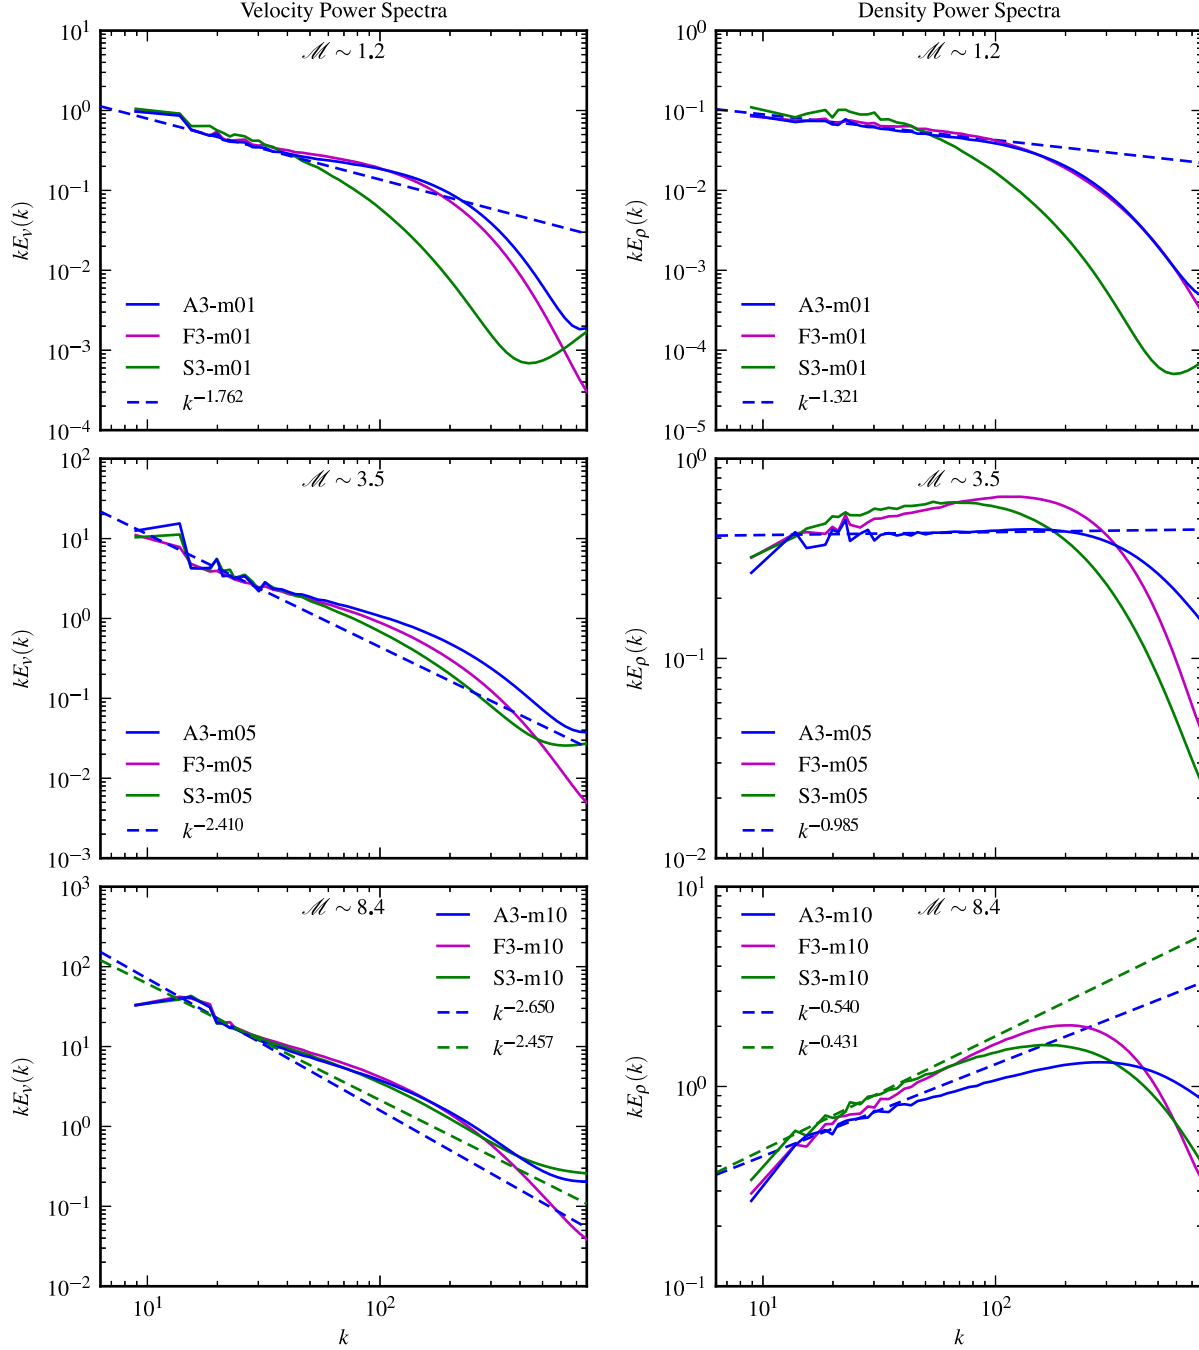 Velocity Power Spectra
Density Power Spectra
10^1
10^0
10^−1
10^−2
10^−3
10^−4
kE_v(k)
ℳ ∼ 1.2
A3-m01
F3-m01
S3-m01
k^−1.762
10^0
10^−1
10^−2
10^−3
10^−4
10^−5
kE_ρ(k)
ℳ ∼ 1.2
A3-m01
F3-m01
S3-m01
k^−1.321
10^2
10^1
10^0
10^−1
10^−2
10^−3
kE_v(k)
ℳ ∼ 3.5
A3-m05
F3-m05
S3-m05
k^−2.410
10^0
10^−1
10^−2
kE_ρ(k)
ℳ ∼ 3.5
A3-m05
F3-m05
S3-m05
k^−0.985
10^3
10^2
10^1
10^0
10^−1
10^−2
kE_v(k)
ℳ ∼ 8.4
A3-m10
F3-m10
S3-m10
k^−2.650
k^−2.457
10^1
10^2
k
10^1
10^0
10^−1
kE_ρ(k)
ℳ ∼ 8.4
A3-m10
F3-m10
S3-m10
k^−0.540
k^−0.431
10^1
10^2
k